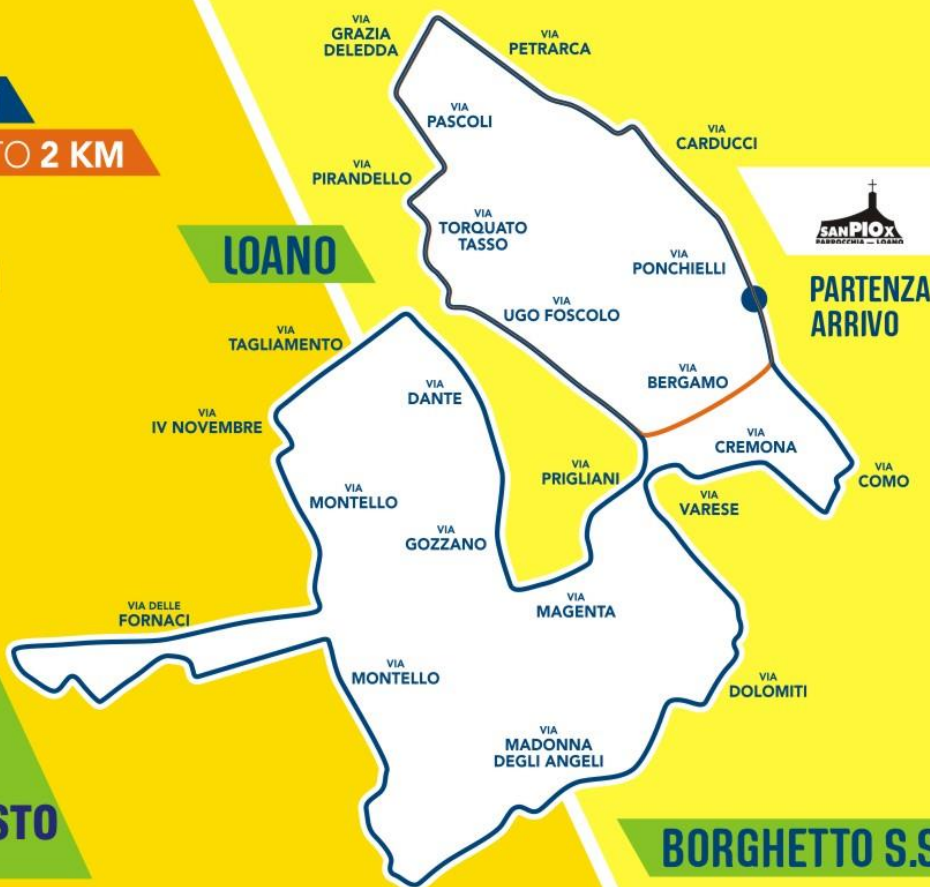 VIA
GRAZIA
DELEDDA
VIA
PETRARCA
VIA
PASCOLI
VIA
CARDUCCI
TO 2 KM
VIA
PIRANDELLO
SANPIOX
PARROCCHIA — LOANO
VIA
TORQUATO
TASSO
LOANO
VIA
PONCHIELLI
PARTENZA
ARRIVO
VIA
UGO FOSCOLO
VIA
TAGLIAMENTO
VIA
DANTE
VIA
BERGAMO
VIA
IV NOVEMBRE
VIA
CREMONA
VIA
PRIGLIANI
VIA
COMO
VIA
MONTELLO
VIA
VARESE
VIA
GOZZANO
VIA DELLE
FORNACI
VIA
MAGENTA
VIA
MONTELLO
VIA
DOLOMITI
VIA
MADONNA
DEGLI ANGELI
STO
BORGHETTO S.S